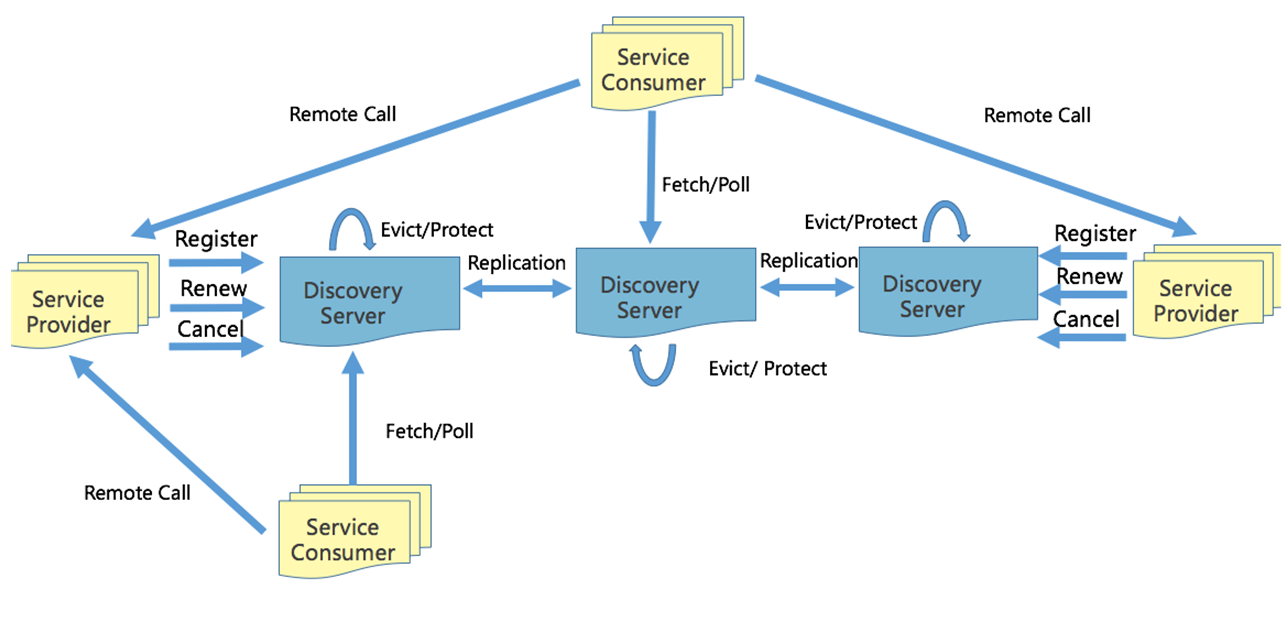 Service
Consumer
Remote Call
Remote Call
Fetch/Poll
Evict/Protect
Evict/Protect
Register
Renew
Cancel
Service
Provider
Discovery
Server
Replication
Discovery
Server
Replication
Discovery
Server
Register
Renew
Cancel
Service
Provider
Evict/ Protect
Fetch/Poll
Remote Call
Service
Consumer